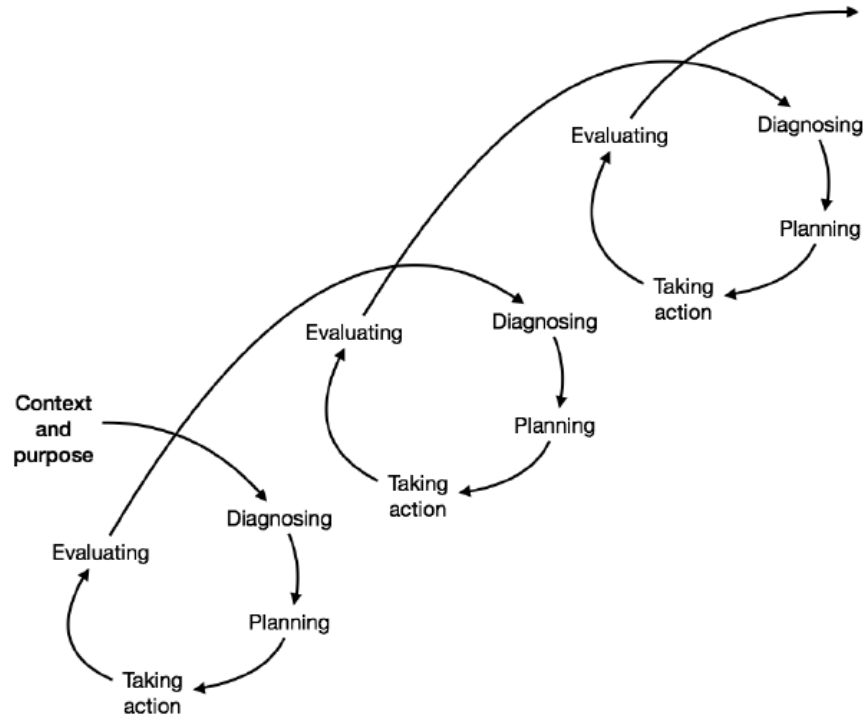 Evaluating
Diagnosing
Planning
Taking
action
Evaluating
Diagnosing
Planning
Taking
action
Context
and
purpose
Diagnosing
Evaluating
Planning
Taking
action